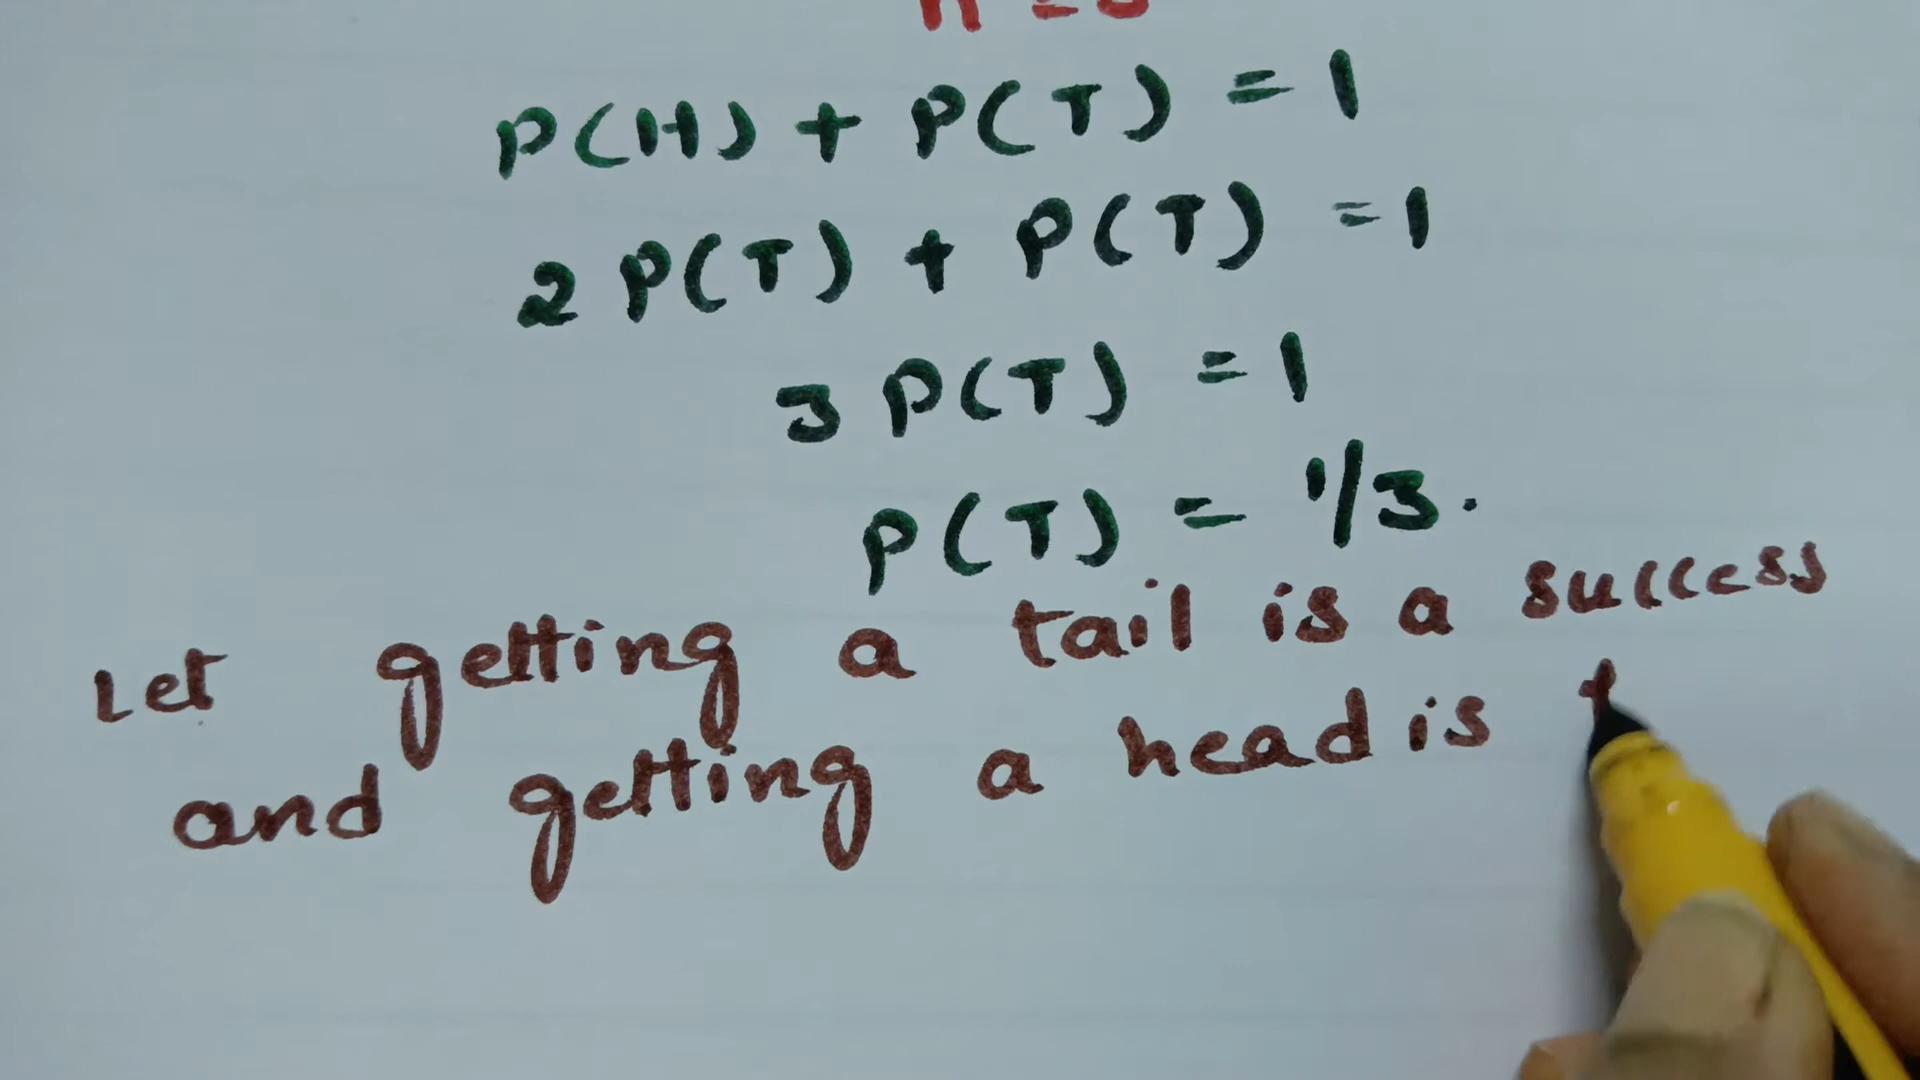 P(H) + P(T) = 1
2 P(T) + P(T) = 1
3 P(T) = 1
P(T) = 1/3.
Let getting a tail is a success
and getting a head is